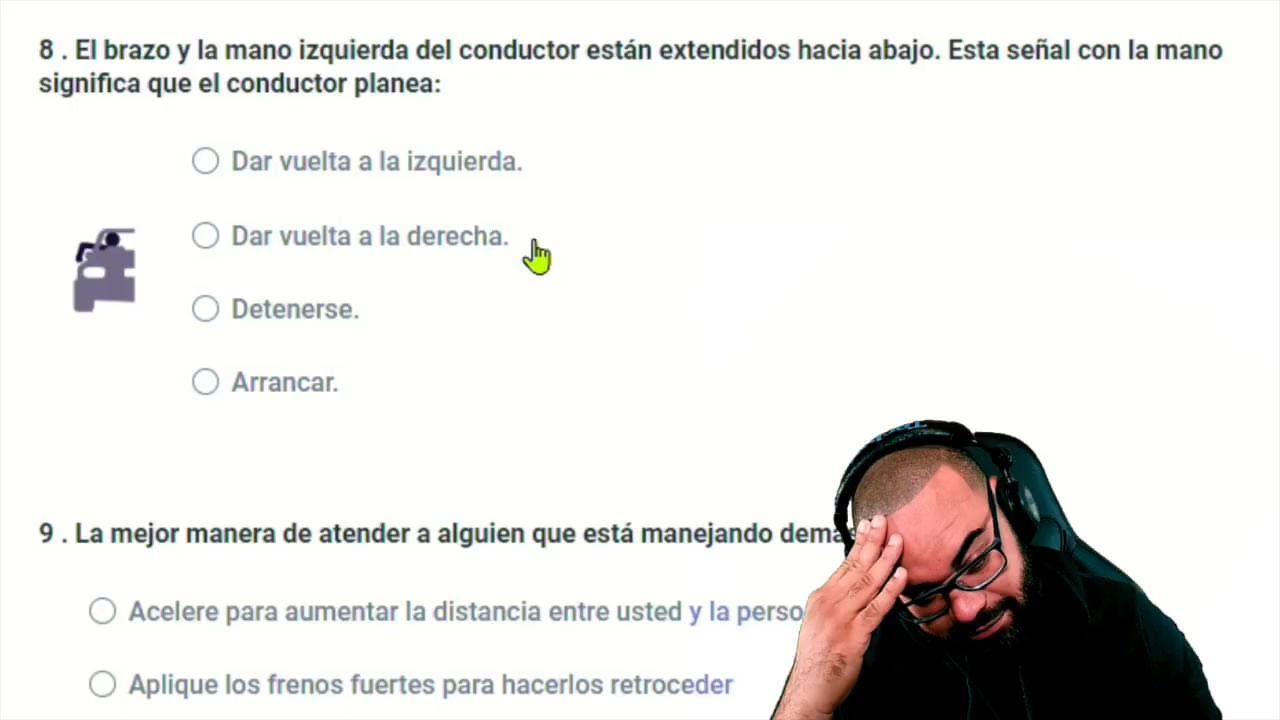 8 . El brazo y la mano izquierda del conductor están extendidos hacia abajo. Esta señal con la mano
significa que el conductor planea:
Dar vuelta a la izquierda.
Dar vuelta a la derecha.
Detenerse.
Arrancar.
9 . La mejor manera de atender a alguien que está manejando
Acelere para aumentar la distancia entre usted y la
Aplique los frenos fuertes para hacerlos retroceder